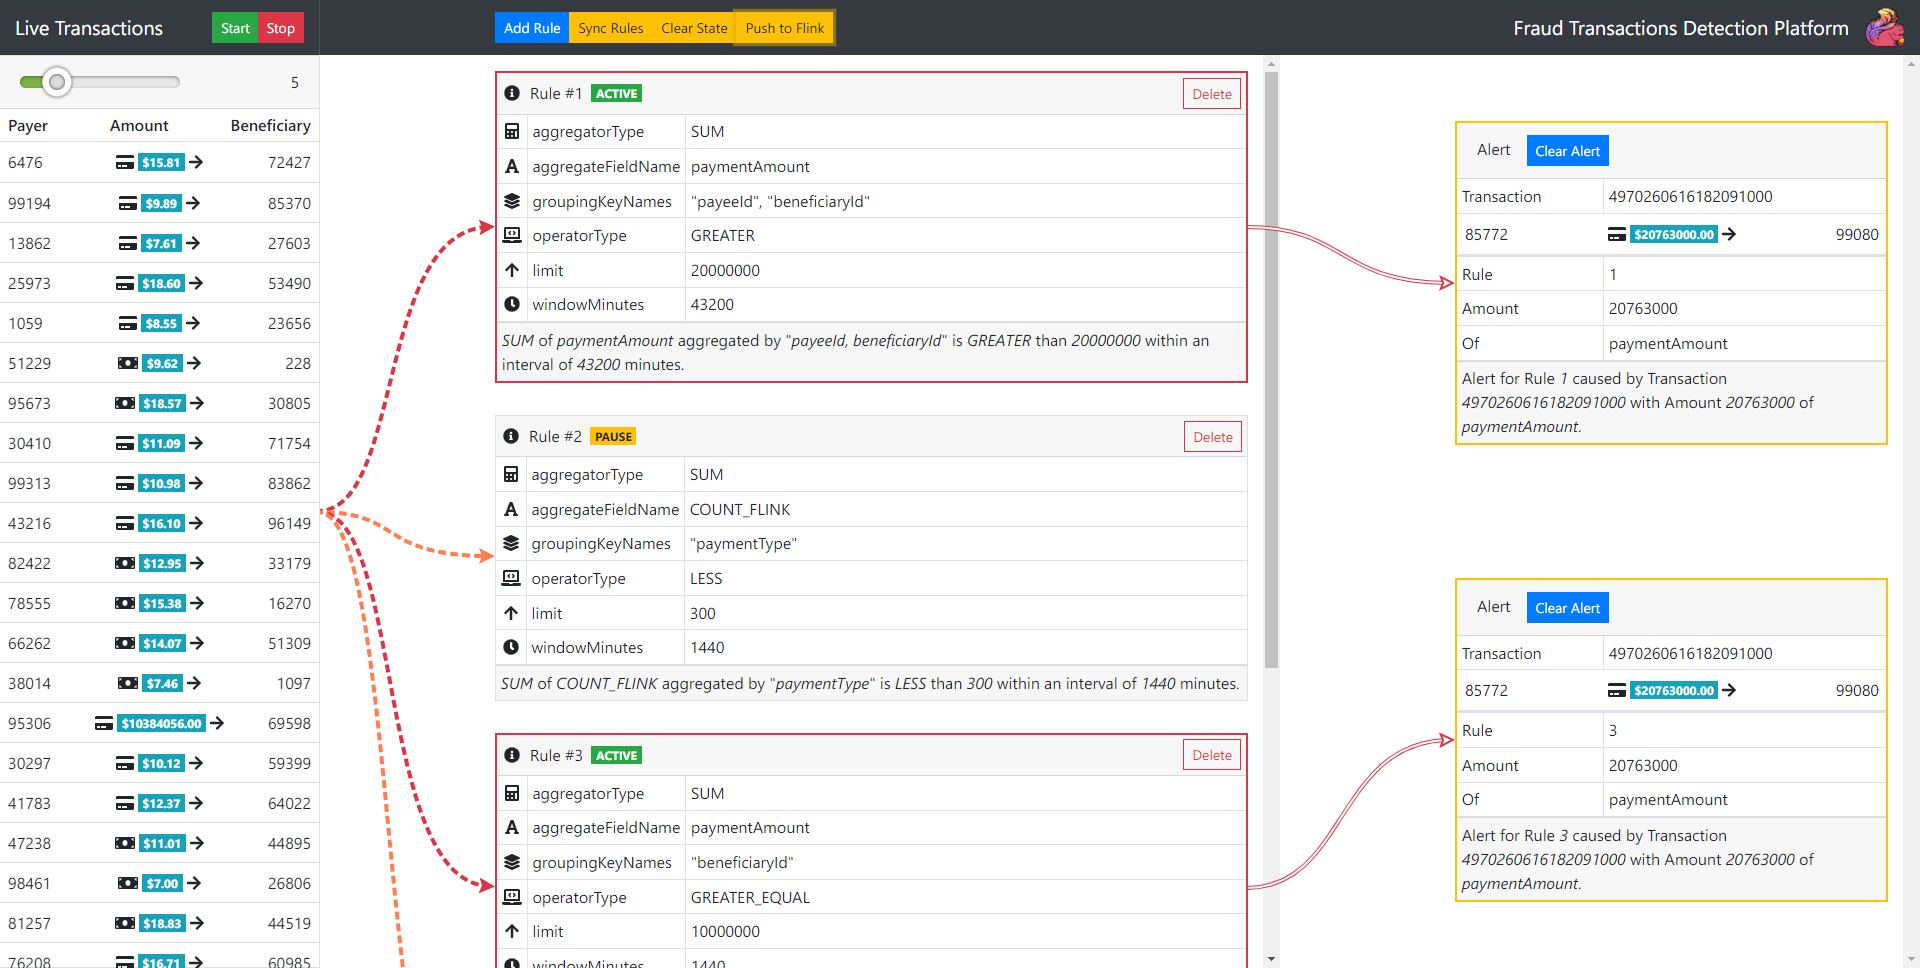 Live Transactions Start Stop Add Rule Sync Rules Clear State Push to Flink Fraud Transactions Detection Platform
5
Payer Amount Beneficiary
6476 $15.81 72427
99194 $9.89 85370
13862 $7.61 27603
25973 $18.60 53490
1059 $8.55 23656
51229 $9.62 228
95673 $18.57 30805
30410 $11.09 71754
99313 $10.98 83862
43216 $16.10 96149
82422 $12.95 33179
78555 $15.38 16270
66262 $14.07 51309
38014 $7.46 1097
95306 $10384056.00 69598
30297 $10.12 59399
41783 $12.37 64022
47238 $11.01 44895
98461 $7.00 26806
81257 $18.83 44519
76208 $16.71 60985
Rule #1 ACTIVE Delete
aggregatorType SUM
aggregateFieldName paymentAmount
groupingKeyNames "payeeId", "beneficiaryId"
operatorType GREATER
limit 20000000
windowMinutes 43200
SUM of paymentAmount aggregated by "payeeId, beneficiaryId" is GREATER than 20000000 within an
interval of 43200 minutes.
Rule #2 PAUSE Delete
aggregatorType SUM
aggregateFieldName COUNT_FLINK
groupingKeyNames "paymentType"
operatorType LESS
limit 300
windowMinutes 1440
SUM of COUNT_FLINK aggregated by "paymentType" is LESS than 300 within an interval of 1440 minutes.
Rule #3 ACTIVE Delete
aggregatorType SUM
aggregateFieldName paymentAmount
groupingKeyNames "beneficiaryId"
operatorType GREATER_EQUAL
limit 10000000
windowMinutes 1440
Alert Clear Alert
Transaction 4970260616182091000
85772 $20763000.00 99080
Rule 1
Amount 20763000
Of paymentAmount
Alert for Rule 1 caused by Transaction
4970260616182091000 with Amount 20763000 of
paymentAmount.
Alert Clear Alert
Transaction 4970260616182091000
85772 $20763000.00 99080
Rule 3
Amount 20763000
Of paymentAmount
Alert for Rule 3 caused by Transaction
4970260616182091000 with Amount 20763000 of
paymentAmount.